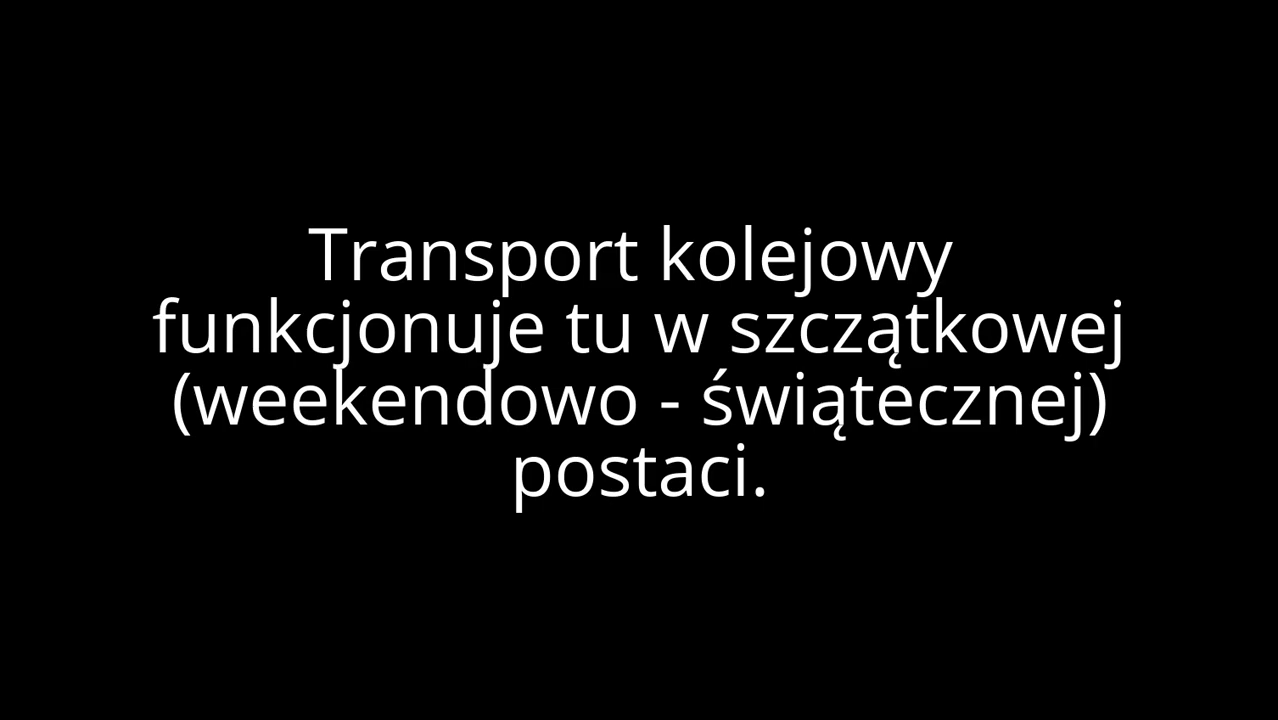 Transport kolejowy
funkcjonuje tu w szczątkowej
(weekendowo - świątecznej)
postaci.